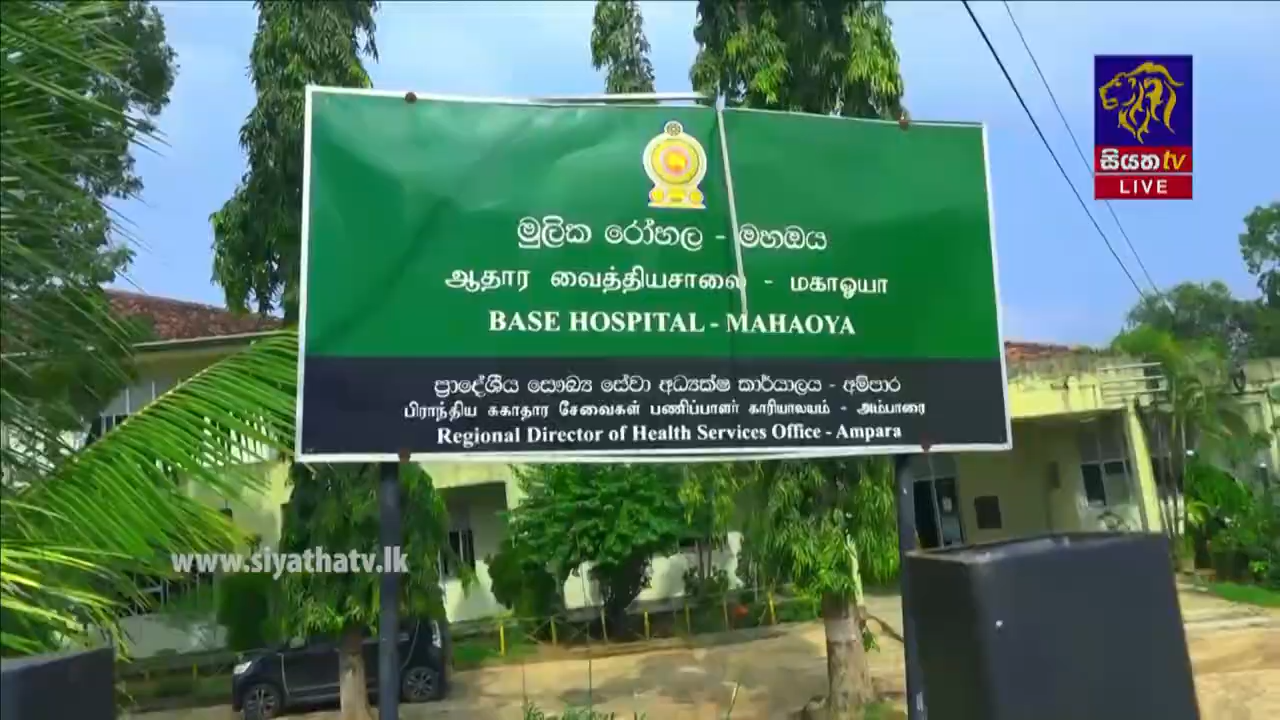 සියත tv
LIVE
මූලික රෝහල - මහඔය
ஆதார வைத்தியசாலை - மகாஓயா
BASE HOSPITAL - MAHAOYA
ප්‍රාදේශීය සෞඛ්‍ය සේවා අධ්‍යක්ෂ කාර්යාලය - අම්පාර
பிராந்திய சுகாதார சேவைகள் பணிப்பாளர் காரியாலயம் - அம்பாரை
Regional Director of Health Services Office - Ampara
www.siyathatv.lk